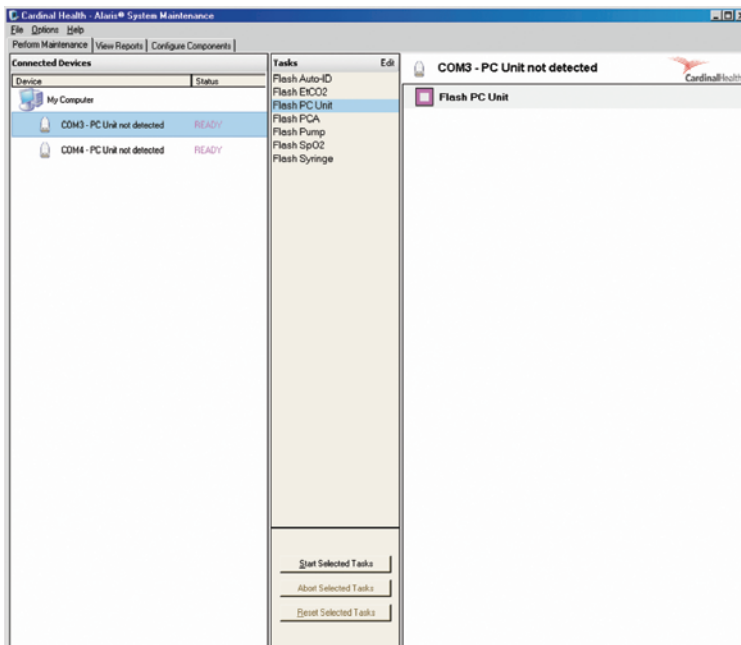 Cardinal Health - Alaris® System Maintenance
File Options Help
Perform Maintenance View Reports Configure Components
Connected Devices
Device Status
My Computer
COM3 - PC Unit not detected READY
COM4 - PC Unit not detected READY
Tasks Edit
Flash Auto-ID
Flash EtCO2
Flash PC Unit
Flash PCA
Flash Pump
Flash SpO2
Flash Syringe
Start Selected Tasks
Abort Selected Tasks
Reset Selected Tasks
COM3 - PC Unit not detected
CardinalHealth
Flash PC Unit